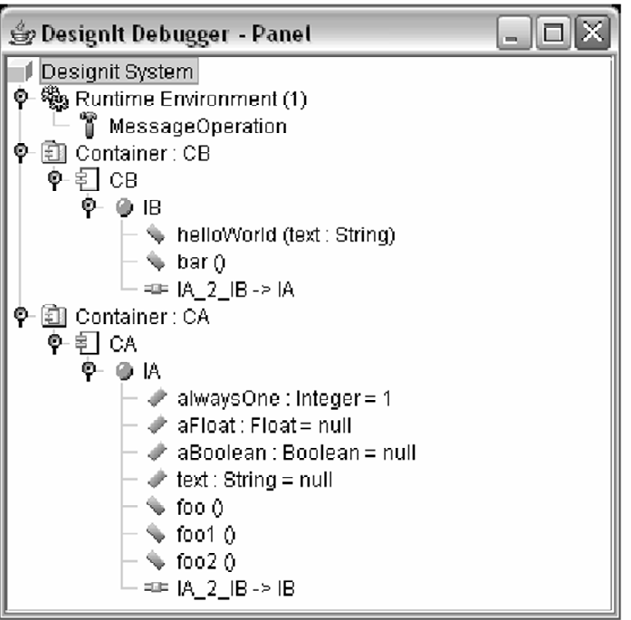 DesignIt Debugger - Panel
Designit System
Runtime Environment (1)
MessageOperation
Container : CB
CB
IB
helloWorld (text : String)
bar ()
IA_2_IB -> IA
Container : CA
CA
IA
alwaysOne : Integer = 1
aFloat : Float = null
aBoolean : Boolean = null
text : String = null
foo ()
foo1 ()
foo2 ()
IA_2_IB -> IB